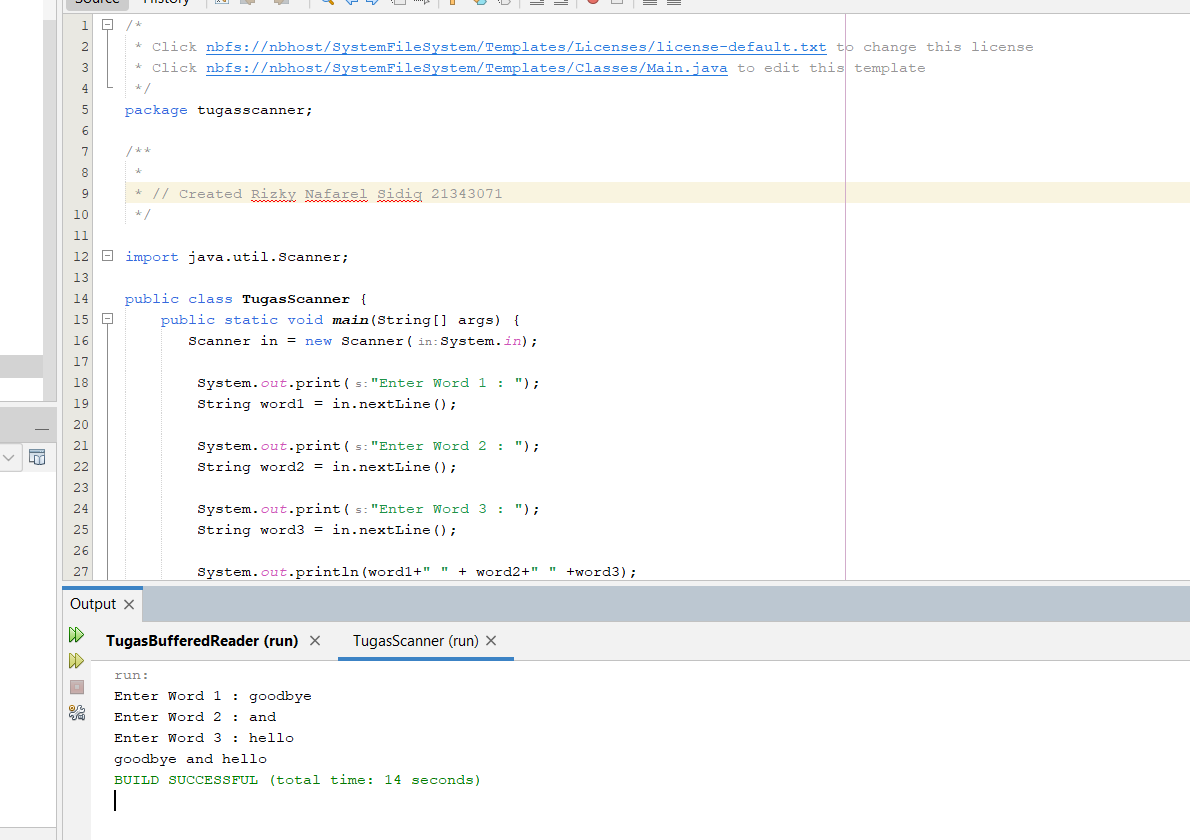 Source History
1 /*
2 * Click nbfs://nbhost/SystemFileSystem/Templates/Licenses/license-default.txt to change this license
3 * Click nbfs://nbhost/SystemFileSystem/Templates/Classes/Main.java to edit this template
4 */
5 package tugasscanner;
6
7 /**
8 *
9 * // Created Rizky Nafarel Sidiq 21343071
10 */
11
12 import java.util.Scanner;
13
14 public class TugasScanner {
15 public static void main(String[] args) {
16 Scanner in = new Scanner( in:System.in);
17
18 System.out.print( s:"Enter Word 1 : ");
19 String word1 = in.nextLine();
20
21 System.out.print( s:"Enter Word 2 : ");
22 String word2 = in.nextLine();
23
24 System.out.print( s:"Enter Word 3 : ");
25 String word3 = in.nextLine();
26
27 System.out.println(word1+" " + word2+" " +word3);
Output
TugasBufferedReader (run) TugasScanner (run)
run:
Enter Word 1 : goodbye
Enter Word 2 : and
Enter Word 3 : hello
goodbye and hello
BUILD SUCCESSFUL (total time: 14 seconds)